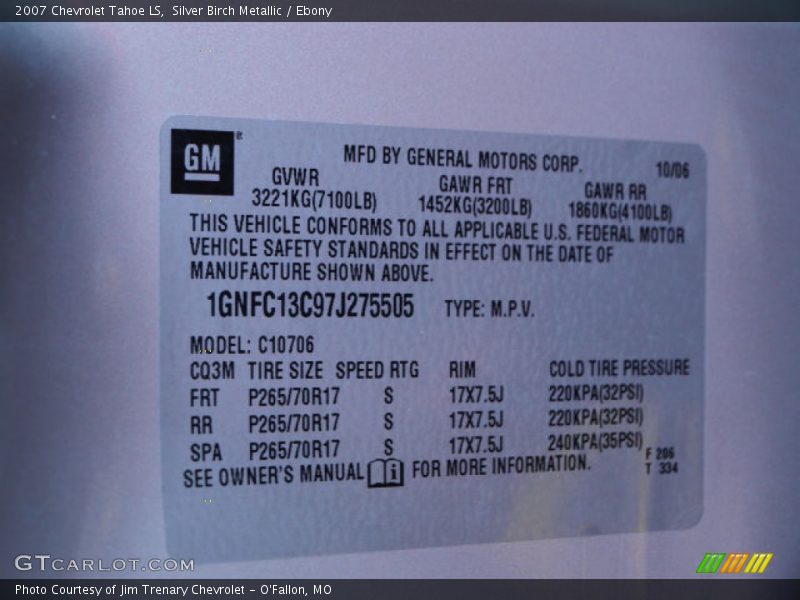 2007 Chevrolet Tahoe LS, Silver Birch Metallic / Ebony
GM ®
MFD BY GENERAL MOTORS CORP. 10/06
GVWR GAWR FRT GAWR RR
3221KG(7100LB) 1452KG(3200LB) 1860KG(4100LB)
THIS VEHICLE CONFORMS TO ALL APPLICABLE U.S. FEDERAL MOTOR
VEHICLE SAFETY STANDARDS IN EFFECT ON THE DATE OF
MANUFACTURE SHOWN ABOVE.
1GNFC13C97J275505 TYPE: M.P.V.
MODEL: C10706
CQ3M TIRE SIZE SPEED RTG RIM COLD TIRE PRESSURE
FRT P265/70R17 S 17X7.5J 220KPA(32PSI)
RR P265/70R17 S 17X7.5J 220KPA(32PSI)
SPA P265/70R17 S 17X7.5J 240KPA(35PSI)
SEE OWNER'S MANUAL i FOR MORE INFORMATION.
F 206
T 334
GTCARLOT.COM
Photo Courtesy of Jim Trenary Chevrolet - O'Fallon, MO